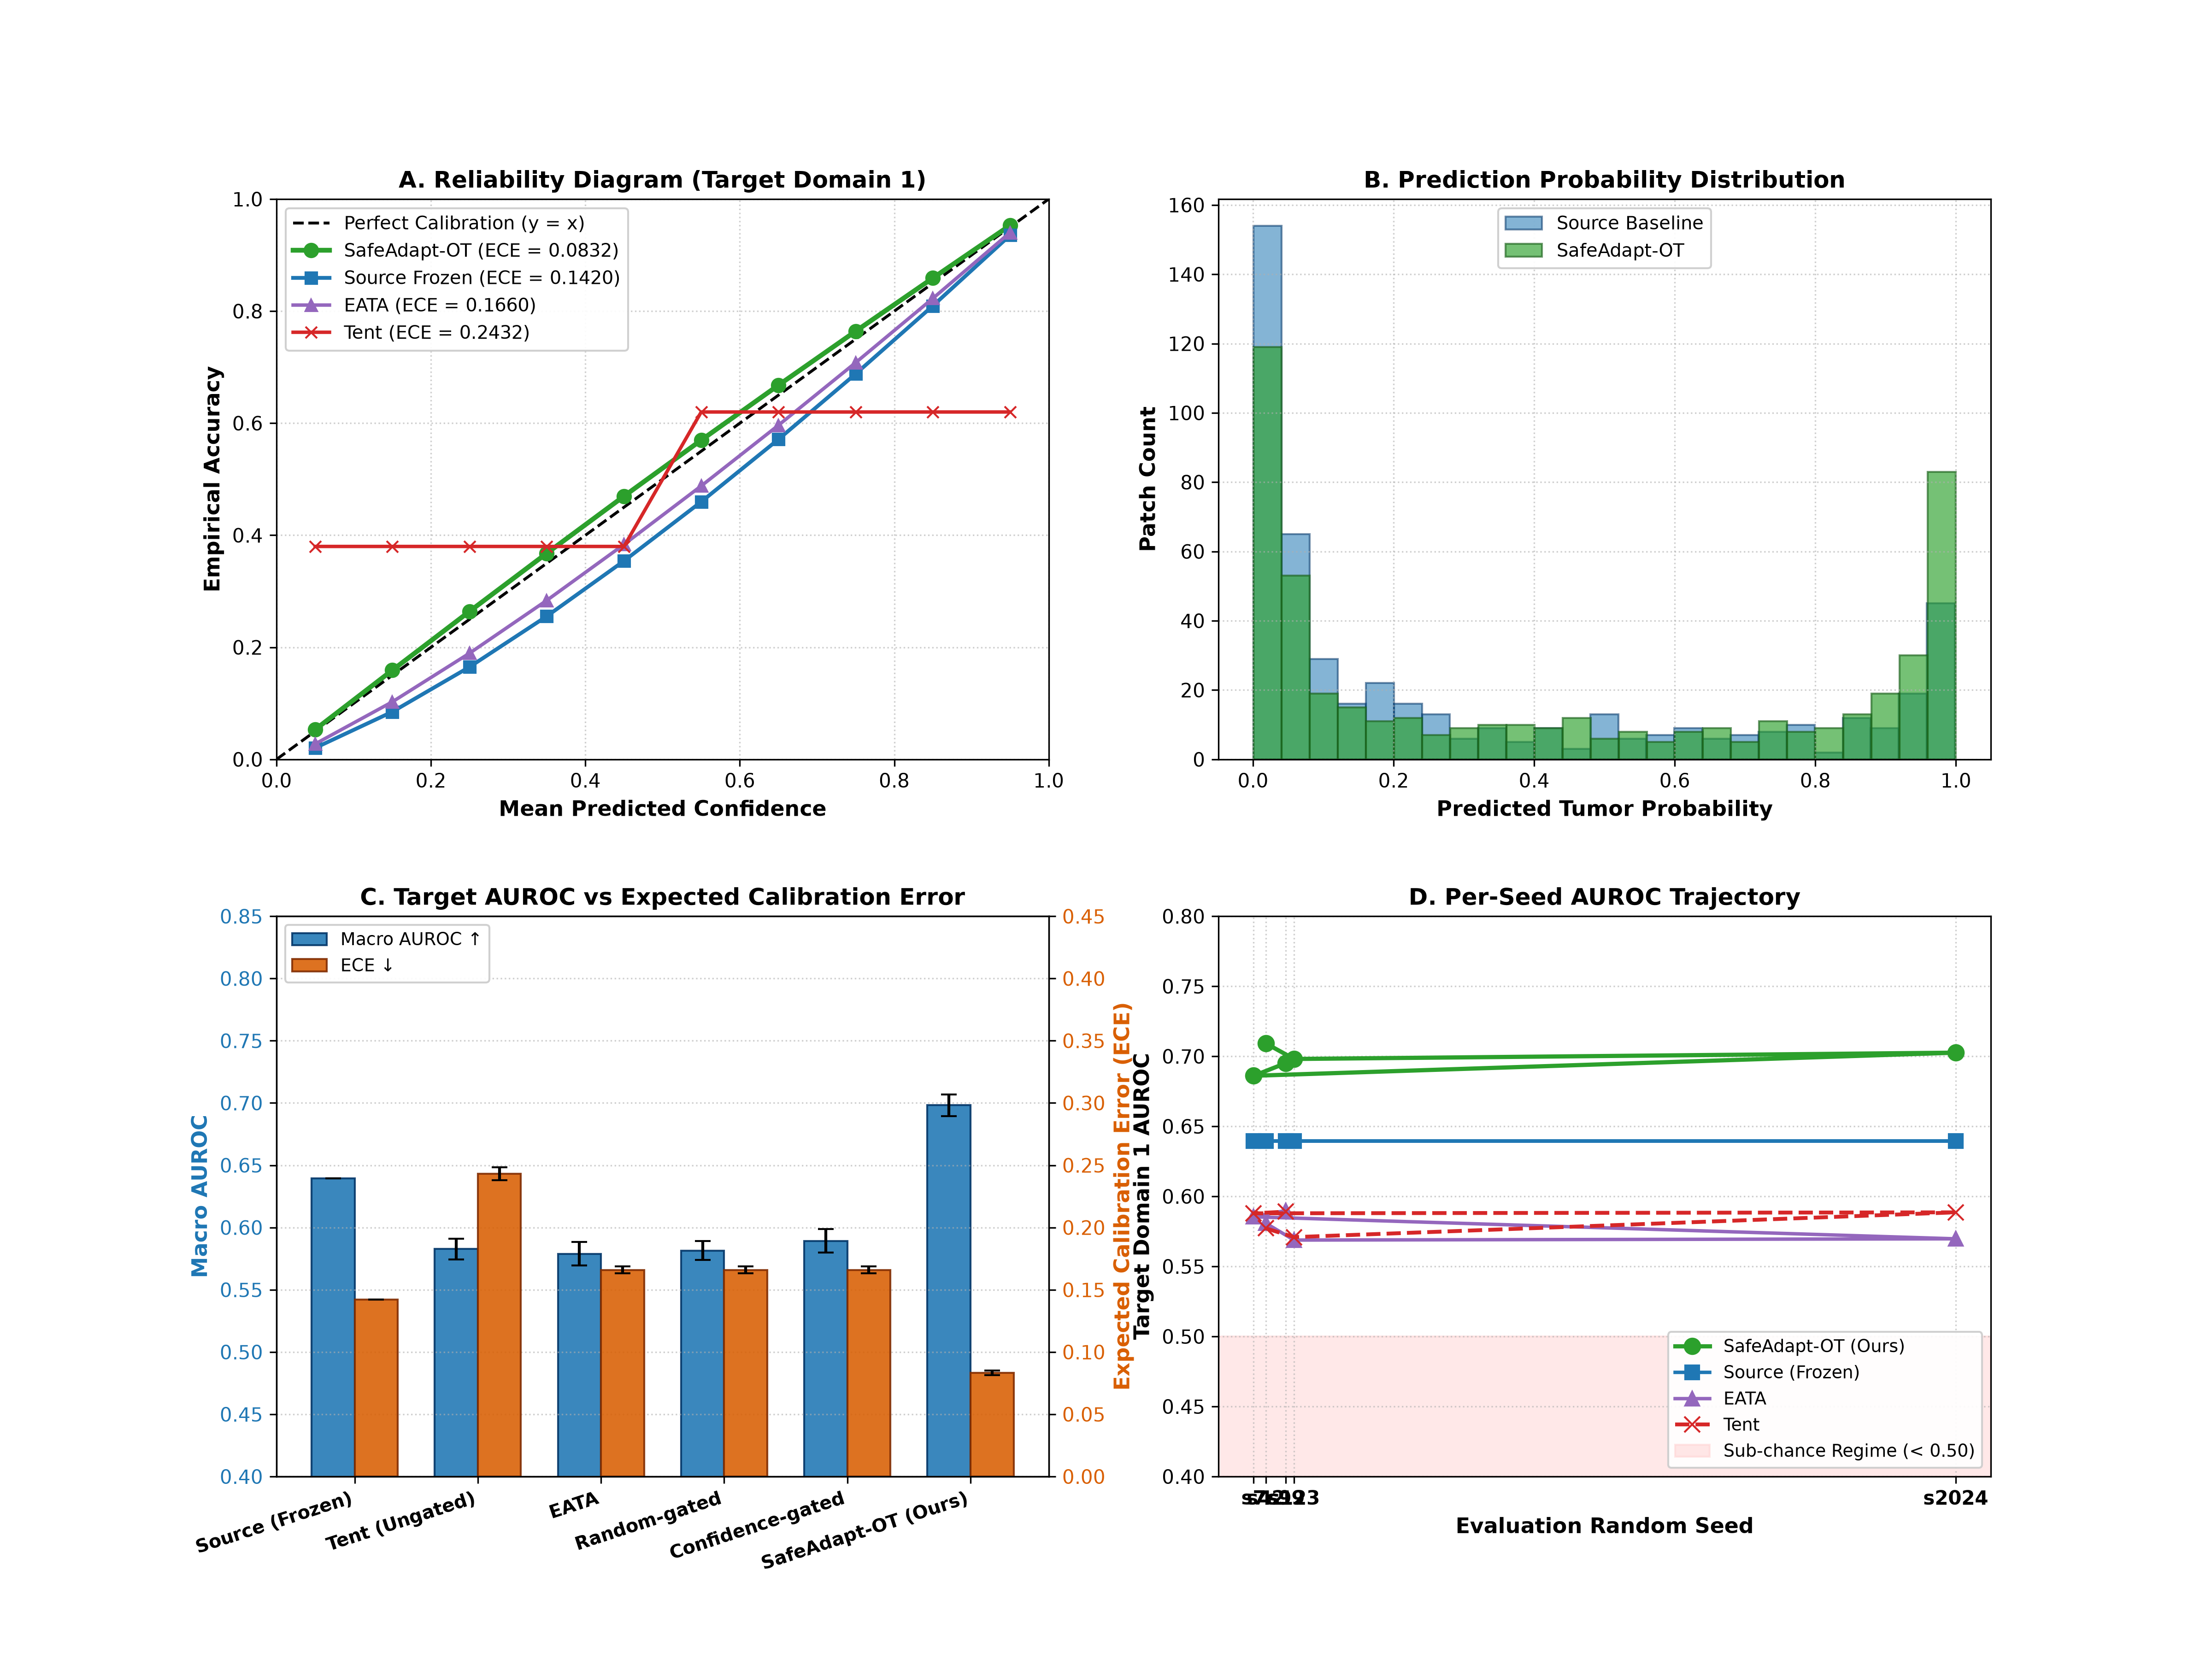 A. Reliability Diagram (Target Domain 1)
1.0
0.8
0.6
0.4
0.2
0.0
Empirical Accuracy
Perfect Calibration (y = x)
SafeAdapt-OT (ECE = 0.0832)
Source Frozen (ECE = 0.1420)
EATA (ECE = 0.1660)
Tent (ECE = 0.2432)
0.0 0.2 0.4 0.6 0.8 1.0
Mean Predicted Confidence
B. Prediction Probability Distribution
160
140
120
100
80
60
40
20
0
Patch Count
Source Baseline
SafeAdapt-OT
0.0 0.2 0.4 0.6 0.8 1.0
Predicted Tumor Probability
C. Target AUROC vs Expected Calibration Error
0.85
0.80
0.75
0.70
0.65
0.60
0.55
0.50
0.45
0.40
Macro AUROC
Macro AUROC ↑
ECE ↓
0.45
0.40
0.35
0.30
0.25
0.20
0.15
0.10
0.05
0.00
Expected Calibration Error (ECE)
Source (Frozen)
Tent (Ungated)
EATA
Random-gated
Confidence-gated
SafeAdapt-OT (Ours)
D. Per-Seed AUROC Trajectory
0.80
0.75
0.70
0.65
0.60
0.55
0.50
0.45
0.40
Target Domain 1 AUROC
SafeAdapt-OT (Ours)
Source (Frozen)
EATA
Tent
Sub-chance Regime (< 0.50)
s2024
Evaluation Random Seed